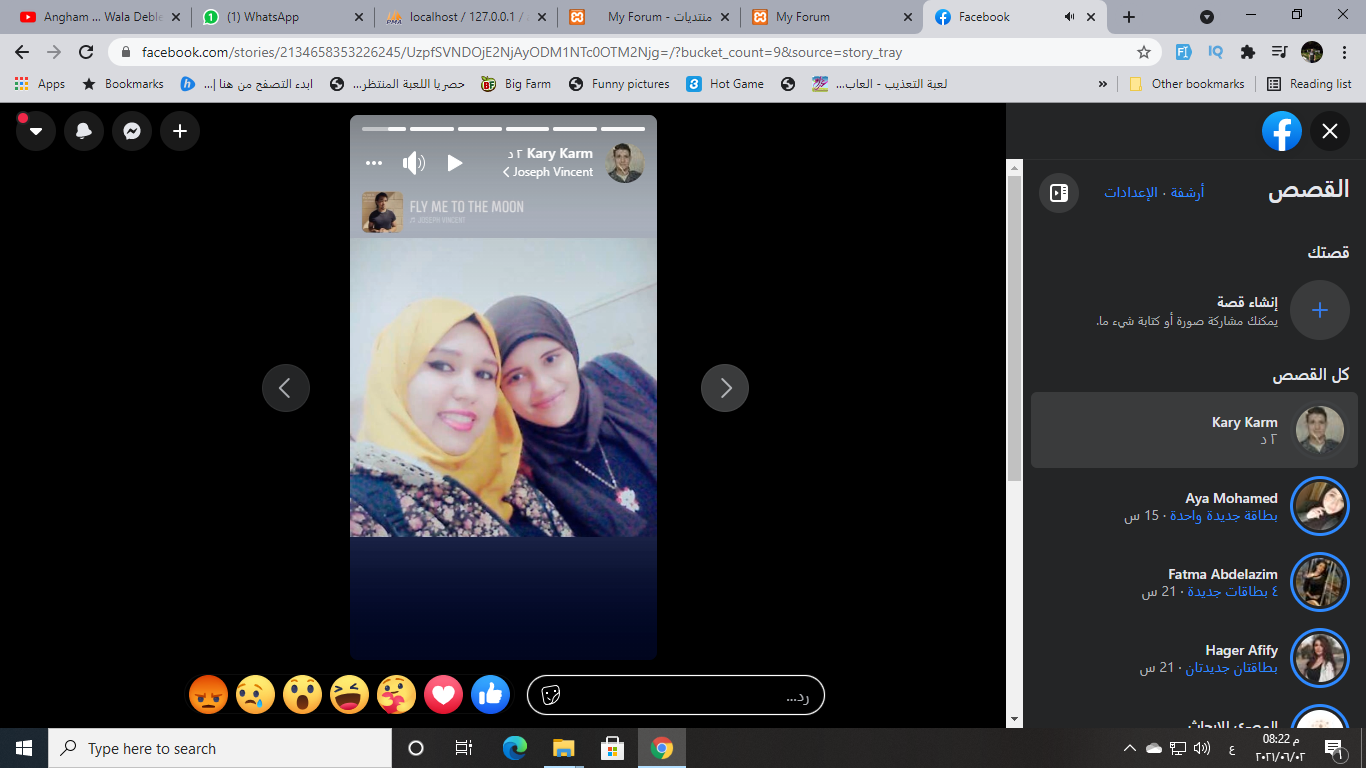 Angham ... Wala Deble
(1) WhatsApp
localhost / 127.0.0.1 /
My Forum - منتديات
My Forum
Facebook
facebook.com/stories/2134658353226245/UzpfSVNDOjE2NjAyODM1NTc0OTM2Njg=/?bucket_count=9&source=story_tray
Apps
Bookmarks
ابدء التصفح من هنا |...
حصريا اللعبة المنتظر...
Big Farm
Funny pictures
Hot Game
لعبة التعذيب - العاب...
»
Other bookmarks
Reading list
Kary Karm ٢ د
Joseph Vincent
FLY ME TO THE MOON
JOSEPH VINCENT
رد...
القصص
أرشفة · الإعدادات
قصتك
إنشاء قصة
يمكنك مشاركة صورة أو كتابة شيء ما.
كل القصص
Kary Karm
٢ د
Aya Mohamed
بطاقة جديدة واحدة · 15 س
Fatma Abdelazim
٤ بطاقات جديدة · 21 س
Hager Afify
بطاقتان جديدتان · 21 س
Type here to search
ع
08:22 م
٢٠٢١/٠٦/٠٢
١